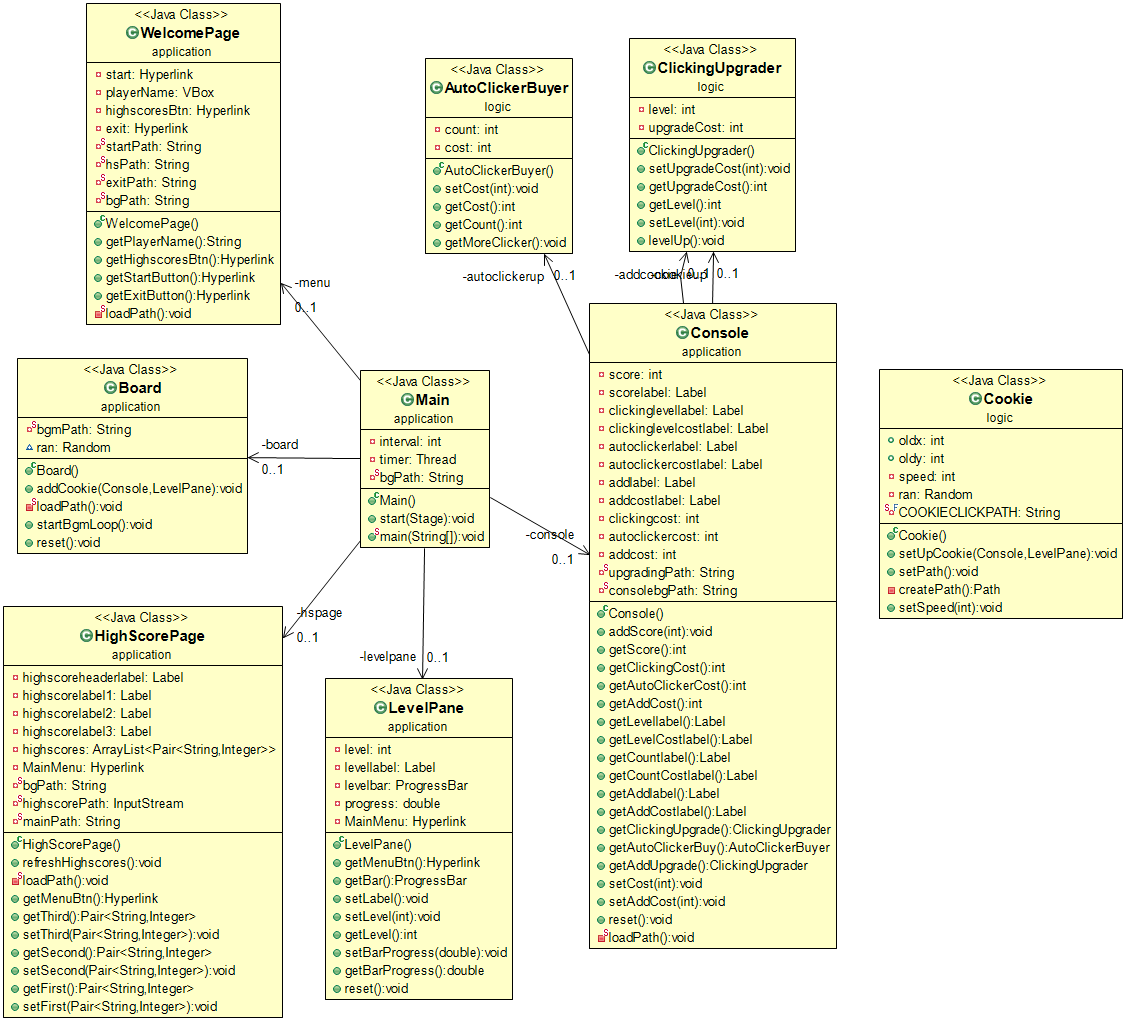 <<Java Class>>
WelcomePage
application
start: Hyperlink
playerName: VBox
highscoresBtn: Hyperlink
exit: Hyperlink
startPath: String
hsPath: String
exitPath: String
bgPath: String
WelcomePage()
getPlayerName():String
getHighscoresBtn():Hyperlink
getStartButton():Hyperlink
getExitButton():Hyperlink
loadPath():void
<<Java Class>>
AutoClickerBuyer
logic
count: int
cost: int
AutoClickerBuyer()
setCost(int):void
getCost():int
getCount():int
getMoreClicker():void
<<Java Class>>
ClickingUpgrader
logic
level: int
upgradeCost: int
ClickingUpgrader()
setUpgradeCost(int):void
getUpgradeCost():int
getLevel():int
setLevel(int):void
levelUp():void
-menu
0..1
-autoclickerup 0..1
0..1
0..1
<<Java Class>>
Board
application
bgmPath: String
ran: Random
Board()
addCookie(Console,LevelPane):void
loadPath():void
startBgmLoop():void
reset():void
-board
0..1
<<Java Class>>
Main
application
interval: int
timer: Thread
bgPath: String
Main()
start(Stage):void
main(String[]):void
-console
0..1
<<Java Class>>
Console
application
score: int
scorelabel: Label
clickinglevellabel: Label
clickinglevelcostlabel: Label
autoclickerlabel: Label
autoclickercostlabel: Label
addlabel: Label
addcostlabel: Label
clickingcost: int
autoclickercost: int
addcost: int
upgradingPath: String
consolebgPath: String
Console()
addScore(int):void
getScore():int
getClickingCost():int
getAutoClickerCost():int
getAddCost():int
getLevellabel():Label
getLevelCostlabel():Label
getCountlabel():Label
getCountCostlabel():Label
getAddlabel():Label
getAddCostlabel():Label
getClickingUpgrade():ClickingUpgrader
getAutoClickerBuy():AutoClickerBuyer
getAddUpgrade():ClickingUpgrader
setCost(int):void
setAddCost(int):void
reset():void
loadPath():void
<<Java Class>>
Cookie
logic
oldx: int
oldy: int
speed: int
ran: Random
COOKIECLICKPATH: String
Cookie()
setUpCookie(Console,LevelPane):void
setPath():void
createPath():Path
setSpeed(int):void
-hspage
0..1
-levelpane 0..1
<<Java Class>>
HighScorePage
application
highscoreheaderlabel: Label
highscorelabel1: Label
highscorelabel2: Label
highscorelabel3: Label
highscores: ArrayList<Pair<String,Integer>>
MainMenu: Hyperlink
bgPath: String
highscorePath: InputStream
mainPath: String
HighScorePage()
refreshHighscores():void
loadPath():void
getMenuBtn():Hyperlink
getThird():Pair<String,Integer>
setThird(Pair<String,Integer>):void
getSecond():Pair<String,Integer>
setSecond(Pair<String,Integer>):void
getFirst():Pair<String,Integer>
setFirst(Pair<String,Integer>):void
<<Java Class>>
LevelPane
application
level: int
levellabel: Label
levelbar: ProgressBar
progress: double
MainMenu: Hyperlink
LevelPane()
getMenuBtn():Hyperlink
getBar():ProgressBar
setLabel():void
setLevel(int):void
getLevel():int
setBarProgress(double):void
getBarProgress():double
reset():void